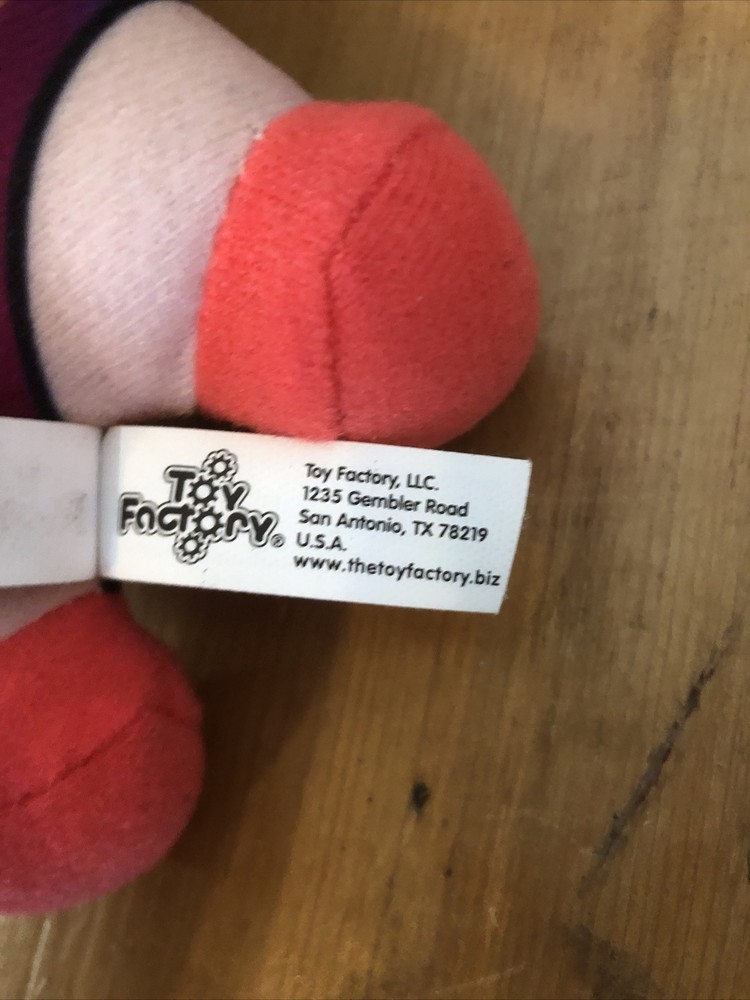 Toy
Factory®
Toy Factory, LLC.
1235 Gembler Road
San Antonio, TX 78219
U.S.A.
www.thetoyfactory.biz